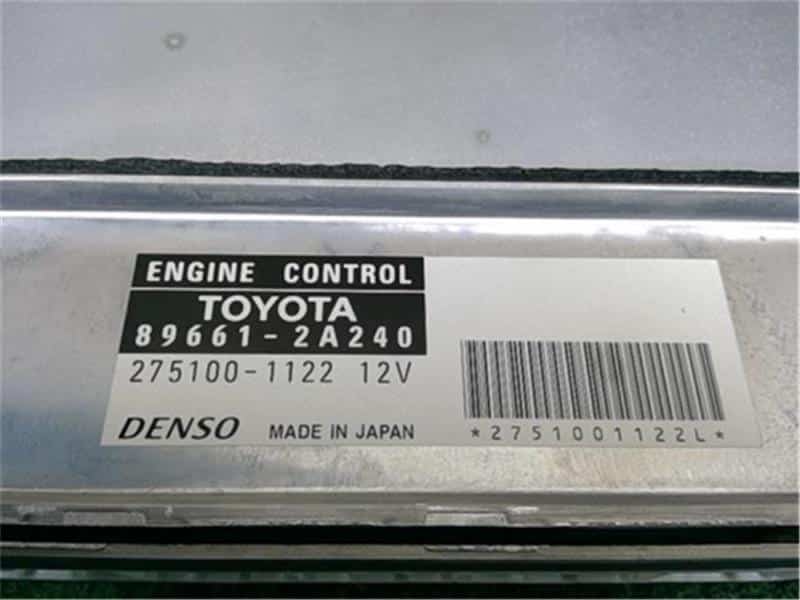 ENGINE CONTROL
TOYOTA
89661-2A240
275100-1122 12V
DENSO MADE IN JAPAN
*2751001122L*